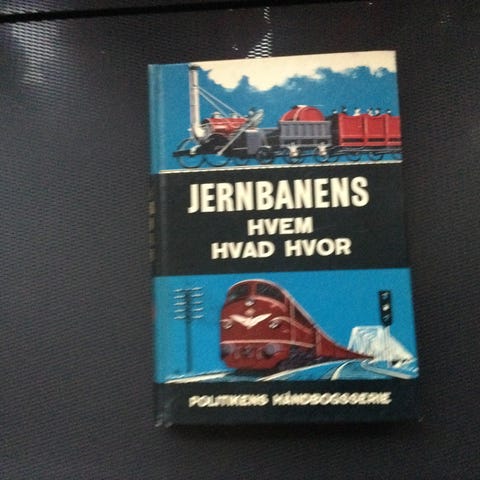 JERNBANENS
HVEM
HVAD HVOR
POLITIKENS HÅNDBOGSSERIE